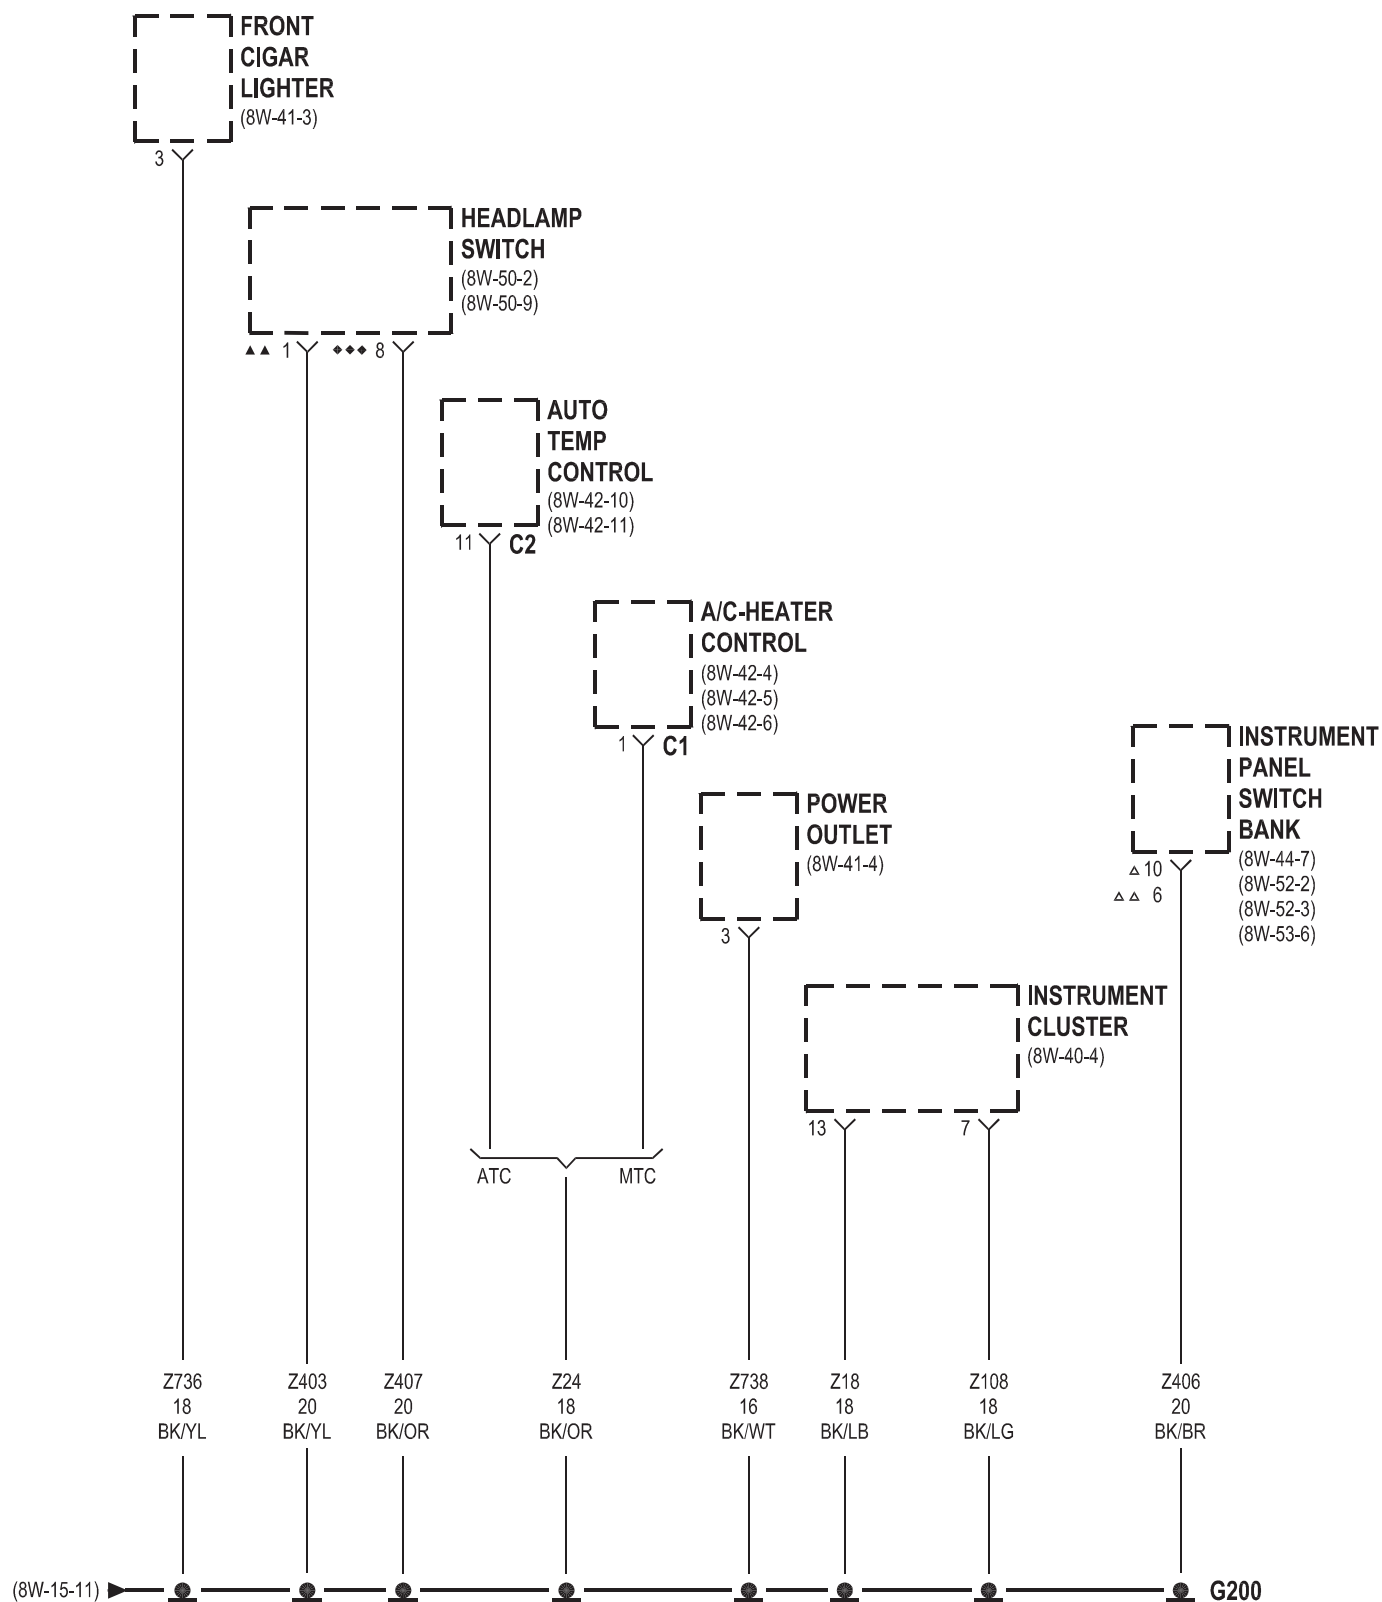 FRONT
CIGAR
LIGHTER
(8W-41-3)
3
HEADLAMP
SWITCH
(8W-50-2)
(8W-50-9)
▲▲ 1
◆◆◆ 8
AUTO
TEMP
CONTROL
(8W-42-10)
(8W-42-11)
11 C2
A/C-HEATER
CONTROL
(8W-42-4)
(8W-42-5)
(8W-42-6)
1 C1
INSTRUMENT
PANEL
SWITCH
BANK
(8W-44-7)
(8W-52-2)
(8W-52-3)
(8W-53-6)
△ 10
△△ 6
POWER
OUTLET
(8W-41-4)
3
INSTRUMENT
CLUSTER
(8W-40-4)
13 7
ATC MTC
Z736 Z403 Z407 Z24 Z738 Z18 Z108 Z406
18 20 20 18 16 18 18 20
BK/YL BK/YL BK/OR BK/OR BK/WT BK/LB BK/LG BK/BR
(8W-15-11) G200